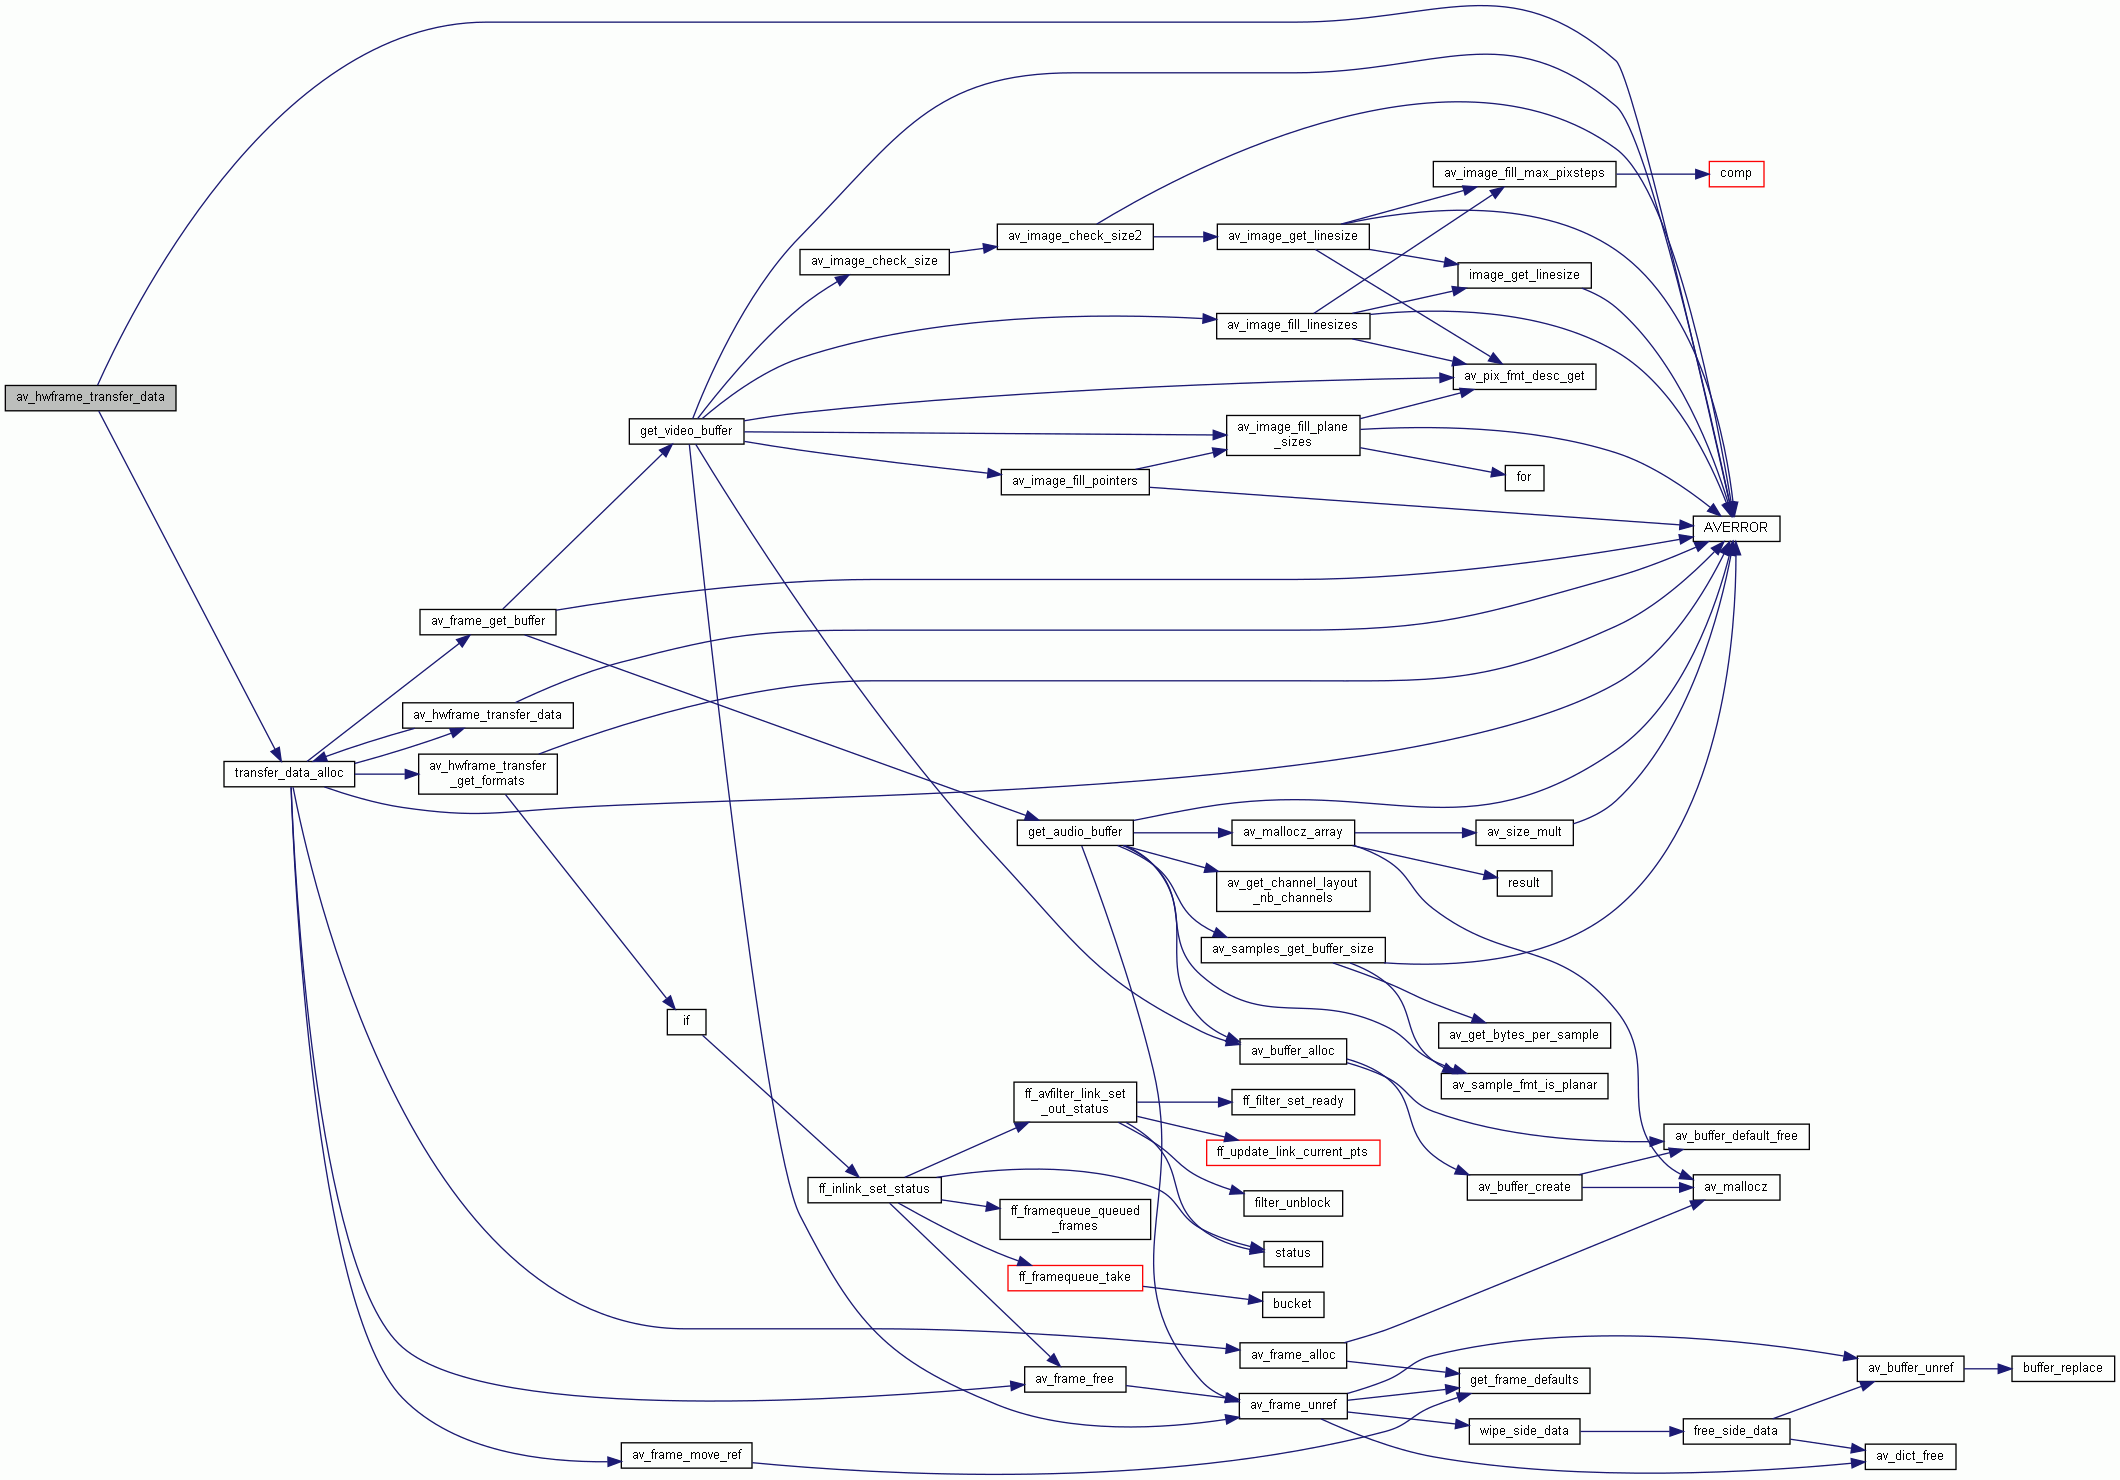 av_image_fill_max_pixsteps
comp
av_image_check_size2
av_image_get_linesize
av_image_check_size
image_get_linesize
av_image_fill_linesizes
av_pix_fmt_desc_get
av_hwframe_transfer_data
get_video_buffer
av_image_fill_plane
_sizes
for
av_image_fill_pointers
AVERROR
av_frame_get_buffer
av_hwframe_transfer_data
transfer_data_alloc
av_hwframe_transfer
_get_formats
get_audio_buffer
av_mallocz_array
av_size_mult
av_get_channel_layout
_nb_channels
result
av_samples_get_buffer_size
if
av_get_bytes_per_sample
av_buffer_alloc
av_sample_fmt_is_planar
ff_avfilter_link_set
_out_status
ff_filter_set_ready
av_buffer_default_free
ff_update_link_current_pts
ff_inlink_set_status
av_buffer_create
av_mallocz
filter_unblock
ff_framequeue_queued
_frames
status
ff_framequeue_take
bucket
av_frame_alloc
av_buffer_unref
buffer_replace
av_frame_free
get_frame_defaults
av_frame_unref
wipe_side_data
free_side_data
av_frame_move_ref
av_dict_free